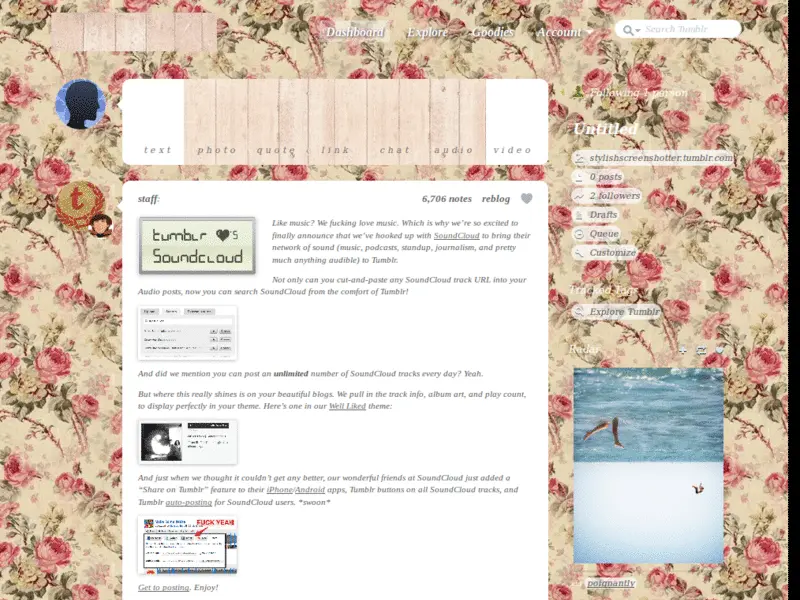 Dashboard Explore Goodies Account Search Tumblr
Following 1 person
text photo quote link chat audio video
Untitled
stylishscreenshotter.tumblr.com
0 posts
2 followers
Drafts
Queue
Customize
Tracked Tags
Explore Tumblr
Radar
poignantly
staff: 6,706 notes reblog
tumblr ♥'s
Soundcloud
Like music? We fucking love music. Which is why we're so excited to
finally announce that we've hooked up with SoundCloud to bring their
network of sound (music, podcasts, standup, journalism, and pretty
much anything audible) to Tumblr.
Not only can you cut-and-paste any SoundCloud track URL into your
Audio posts, now you can search SoundCloud from the comfort of Tumblr!
And did we mention you can post an unlimited number of SoundCloud tracks every day? Yeah.
But where this really shines is on your beautiful blogs. We pull in the track info, album art, and play count,
to display perfectly in your theme. Here's one in our Well Liked theme:
And just when we thought it couldn't get any better, our wonderful friends at SoundCloud just added a
"Share on Tumblr" feature to their iPhone/Android apps, Tumblr buttons on all SoundCloud tracks, and
Tumblr auto-posting for SoundCloud users. *swoon*
FUCK YEAH
Get to posting. Enjoy!